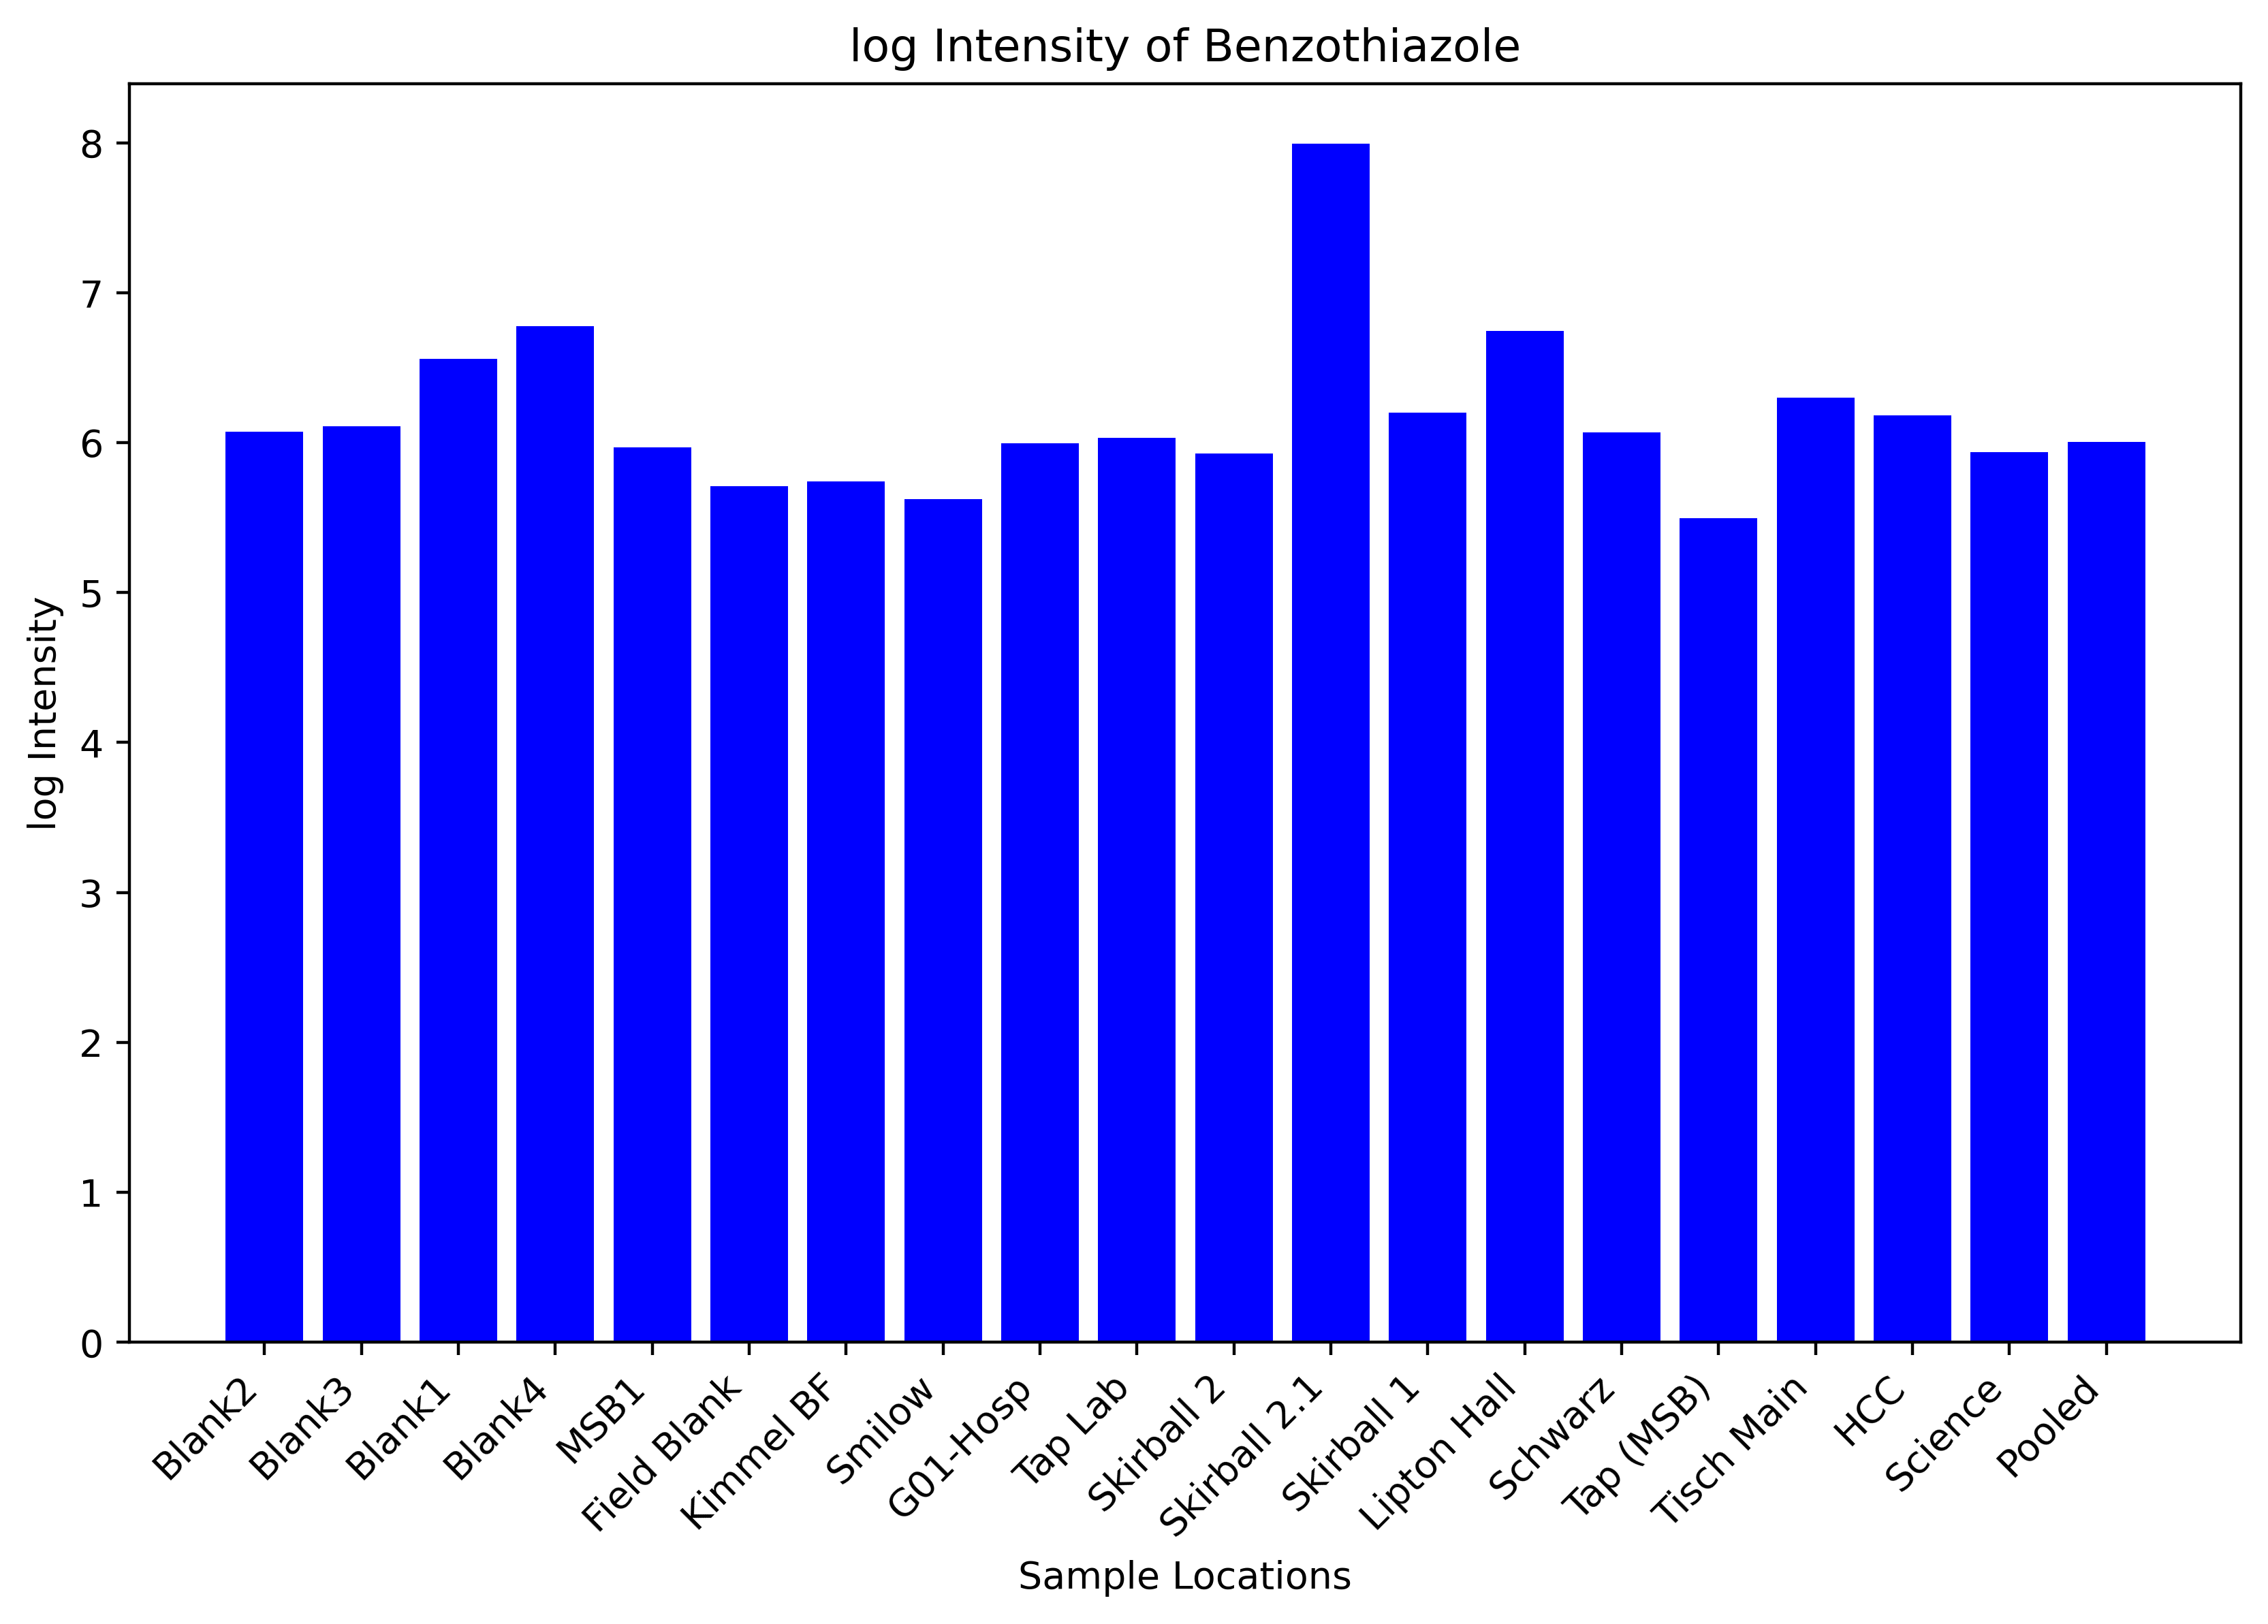 log Intensity of Benzothiazole
log Intensity
8
7
6
5
4
3
2
1
0
Blank2
Blank3
Blank1
Blank4
MSB1
Field Blank
Kimmel BF
Smilow
G01-Hosp
Tap Lab
Skirball 2
Skirball 2.1
Skirball 1
Lipton Hall
Schwarz
Tap (MSB)
Tisch Main
HCC
Science
Pooled
Sample Locations